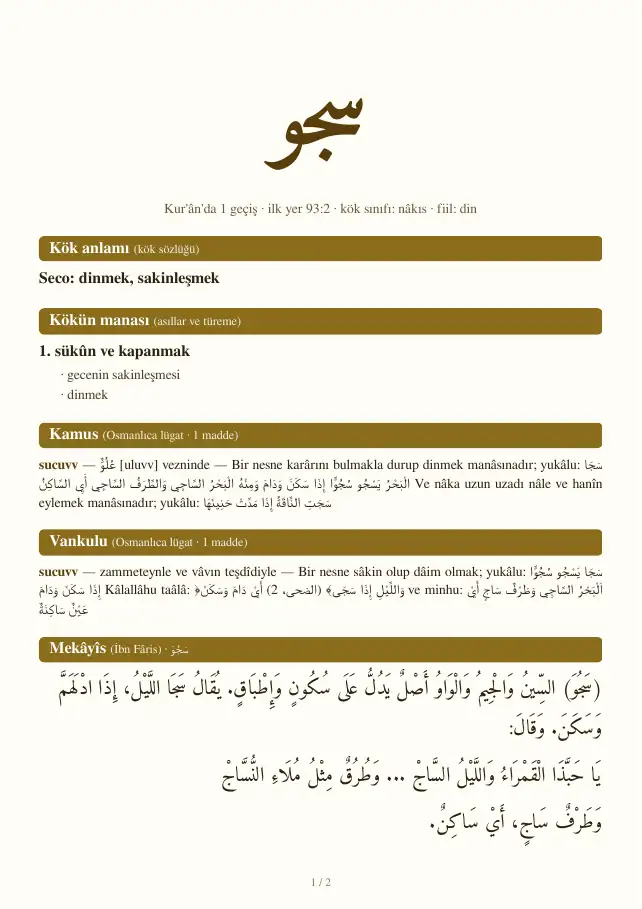 سجو
Kur'ân'da 1 geçiş · ilk yer 93:2 · kök sınıfı: nâkıs · fiil: din
Kök anlamı (kök sözlüğü)
Seco: dinmek, sakinleşmek
Kökün manası (asıllar ve türeme)
1. sükûn ve kapanmak
· gecenin sakinleşmesi
· dinmek
Kamus (Osmanlıca lügat · 1 madde)
sucuvv — عُلُوٌّ [uluvv] vezninde — Bir nesne karârını bulmakla durup dinmek manâsınadır; yukâlu: سَجَا
الْبَحْرُ يَسْجُو سُجُوًّا إِذَا سَكَنَ وَدَامَ وَمِنْهُ الْبَحْرُ السَّاجِي وَالطَّرْفُ السَّاجِي أَيِ السَّاكِنُ Ve nâka uzun uzadı nâle ve hanîn
eylemek manâsınadır; yukâlu: سَجَتِ النَّاقَةُ إِذَا مَدَّتْ حَنِينَهَا
Vankulu (Osmanlıca lügat · 1 madde)
sucuvv — zammeteynle ve vâvın teşdîdiyle — Bir nesne sâkin olup dâim olmak; yukâlu: سَجَا يَسْجُو سُجُوًّا
إِذَا سَكَنَ وَدَامَ Kâlallâhu taâlâ: ﴿وَاللَّيْلِ إِذَا سَجَى﴾ (الضحى، 2) أَيْ دَامَ وَسَكَنَ ve minhu: اَلْبَحْرُ السَّاجِي وَطَرْفٌ سَاجٍ أَيْ
عَيْنٌ سَاكِنَةٌ
Mekâyîs (İbn Fâris) · سَجُوَ
(سَجُوَ) السِّينُ وَالْجِيمُ وَالْوَاوُ أَصْلٌ يَدُلُّ عَلَى سُكُونٍ وَإِطْبَاقٍ. يُقَالُ سَجَا اللَّيْلُ، إِذَا ادْلَهَمَّ
وَسَكَنَ. وَقَالَ:
يَا حَبَّذَا الْقَمْرَاءُ وَاللَّيْلُ السَّاجْ ... وَطُرُقٌ مِثْلُ مُلَاءِ النَّسَّاجْ
وَطَرْفٌ سَاجٍ، أَيْ سَاكِنٌ.
1 / 2